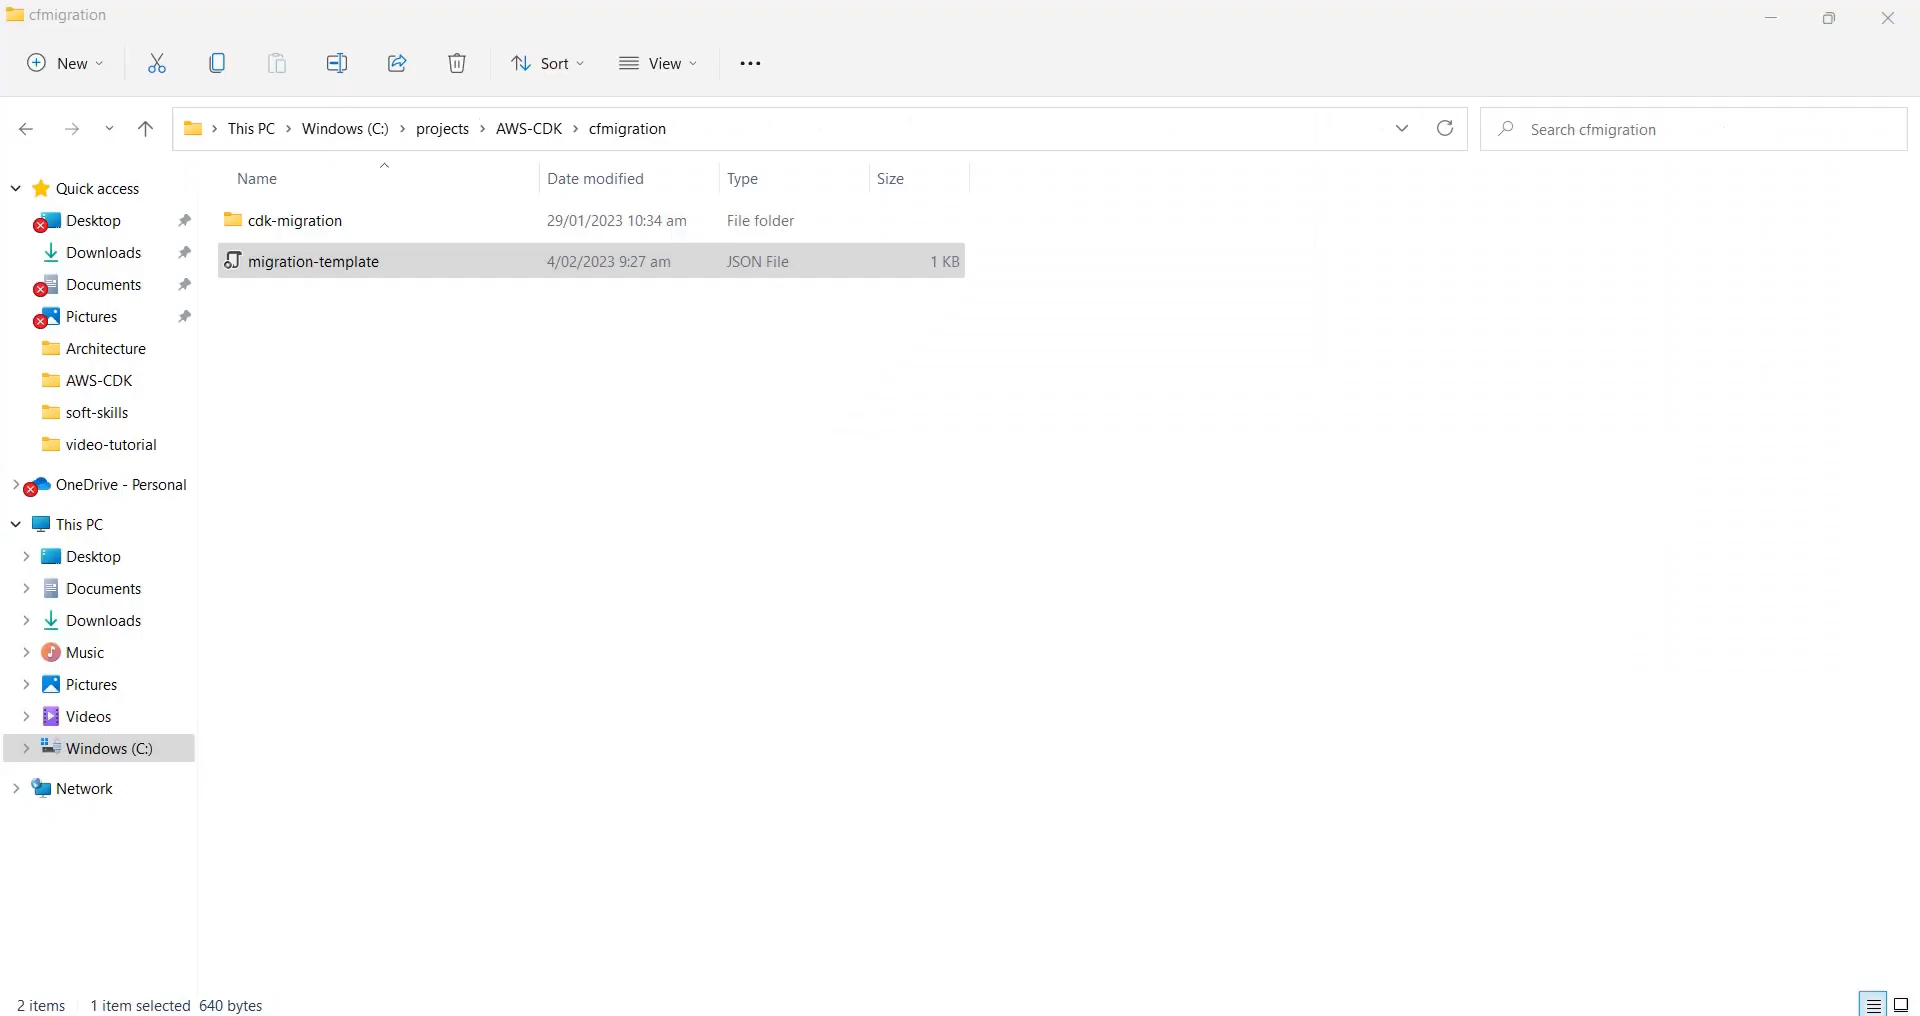 cfmigration
New
Sort
View
This PC
Windows (C:)
projects
AWS-CDK
cfmigration
Search cfmigration
Name
Date modified
Type
Size
cdk-migration
29/01/2023 10:34 am
File folder
migration-template
4/02/2023 9:27 am
JSON File
1 KB
Quick access
Desktop
Downloads
Documents
Pictures
Architecture
AWS-CDK
soft-skills
video-tutorial
OneDrive - Personal
This PC
Desktop
Documents
Downloads
Music
Pictures
Videos
Windows (C:)
Network
2 items
1 item selected 640 bytes